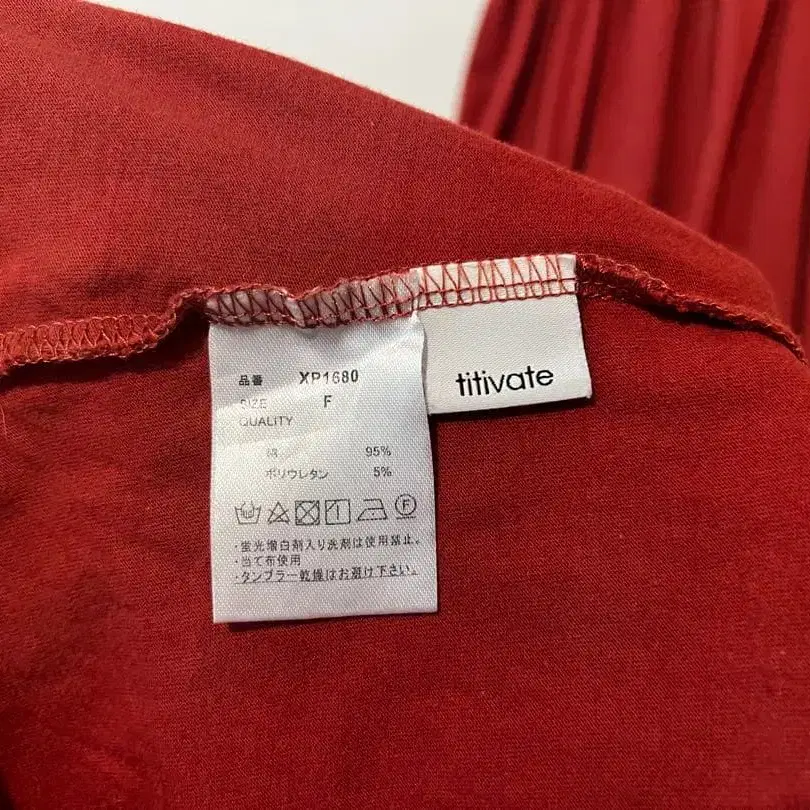 品番 XP1680
SIZE F
QUALITY
綿 95%
ポリウレタン 5%
F
・蛍光増白剤入り洗剤は使用禁止。
・当て布使用
・タンブラー乾燥はお避け下さい。
titivate